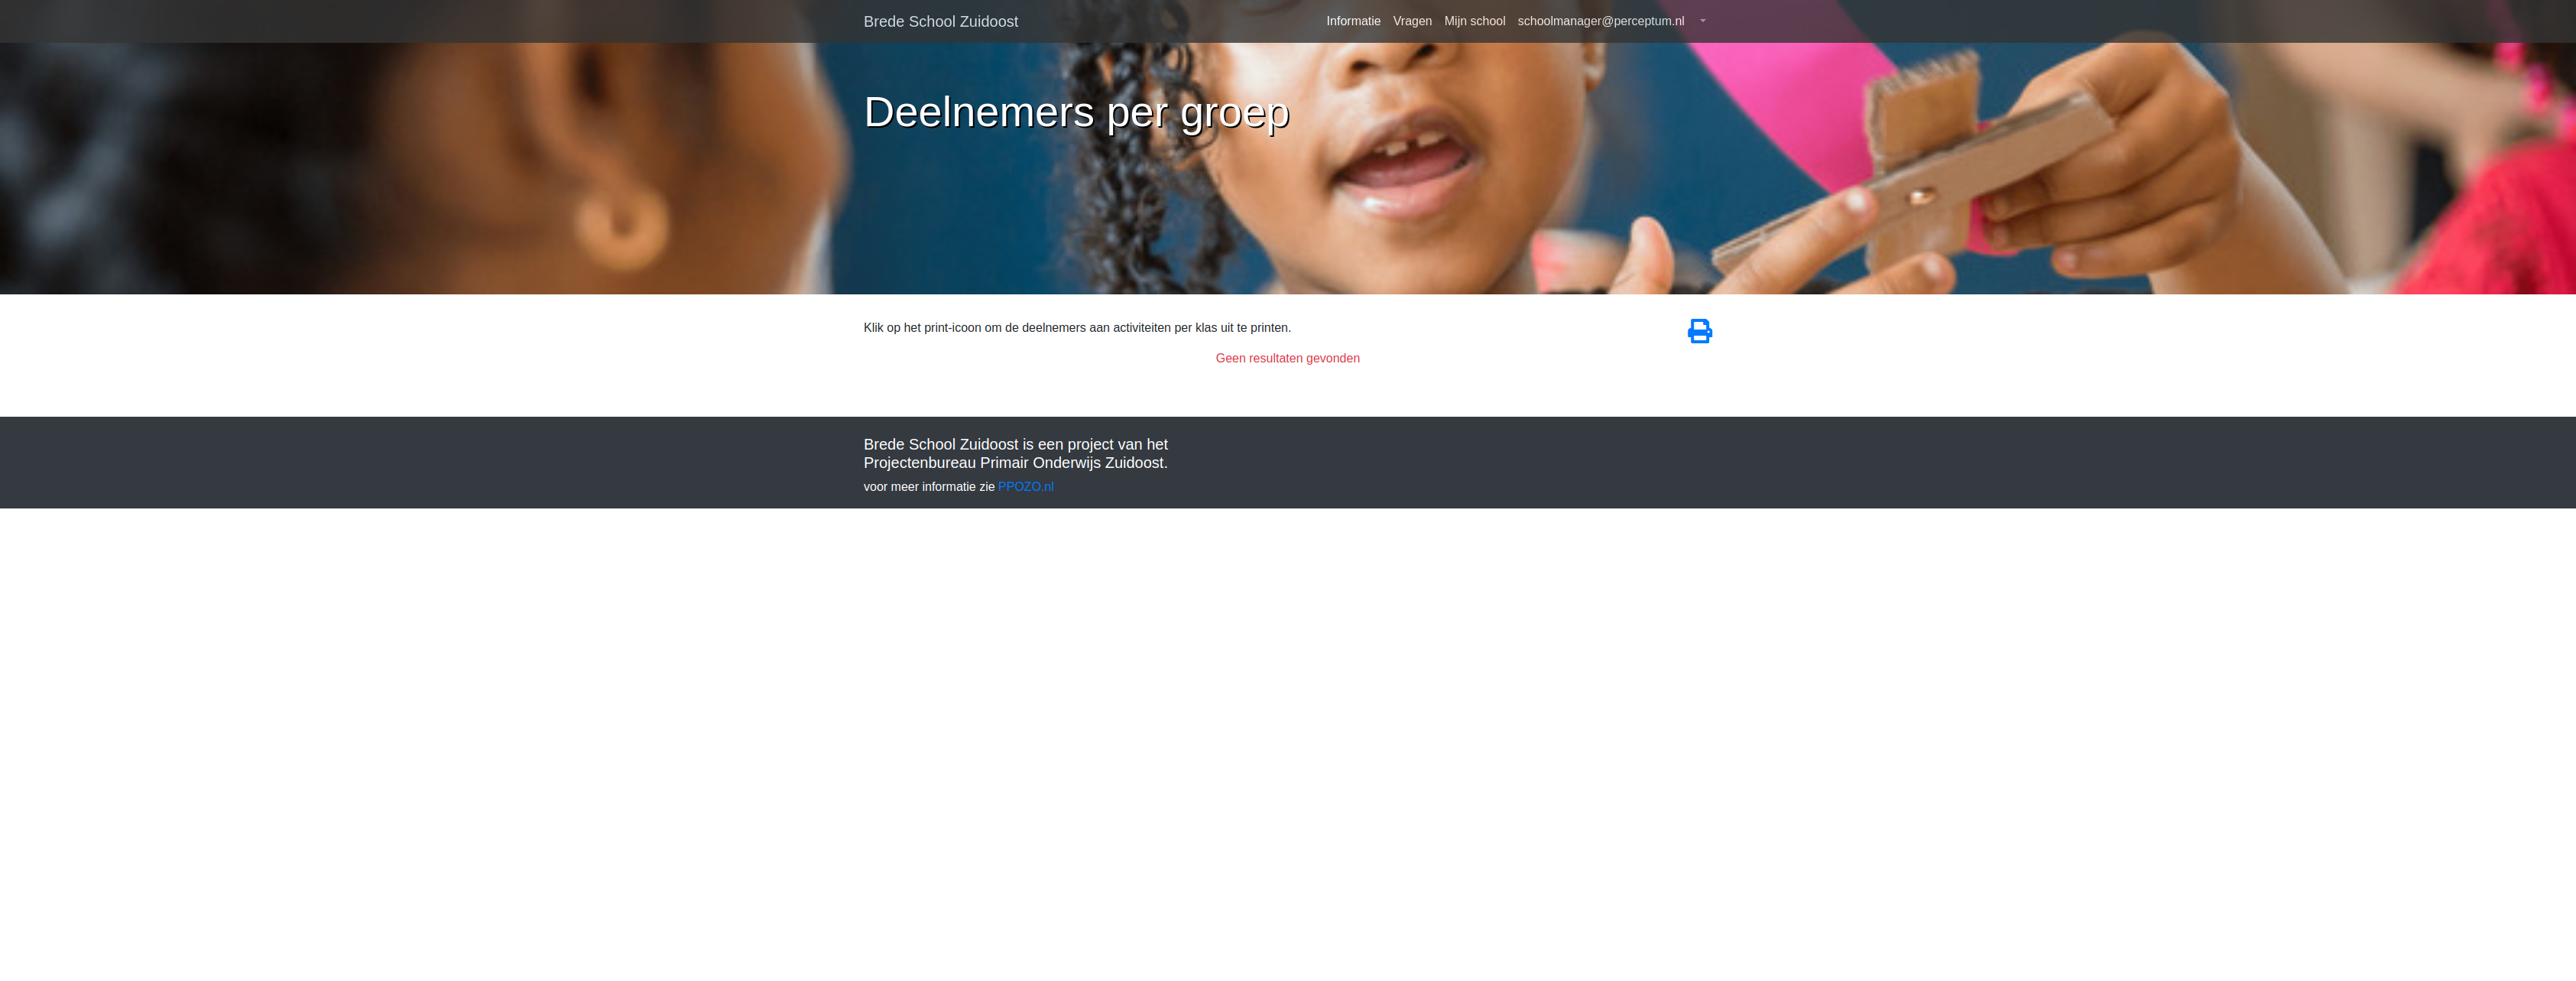 Brede School Zuidoost
Informatie Vragen Mijn school schoolmanager@perceptum.nl
Deelnemers per groep
Klik op het print-icoon om de deelnemers aan activiteiten per klas uit te printen.
Geen resultaten gevonden
Brede School Zuidoost is een project van het
Projectenbureau Primair Onderwijs Zuidoost.
voor meer informatie zie PPOZO.nl